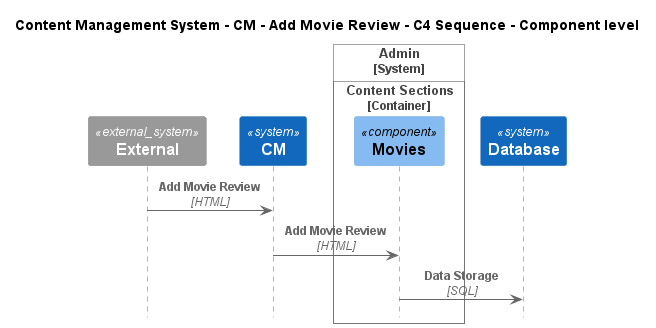 Content Management System - CM - Add Movie Review - C4 Sequence - Component level
Admin
[System]
Content Sections
[Container]
«external_system»
External
«system»
CM
«component»
Movies
«system»
Database
Add Movie Review
[HTML]
Add Movie Review
[HTML]
Data Storage
[SQL]